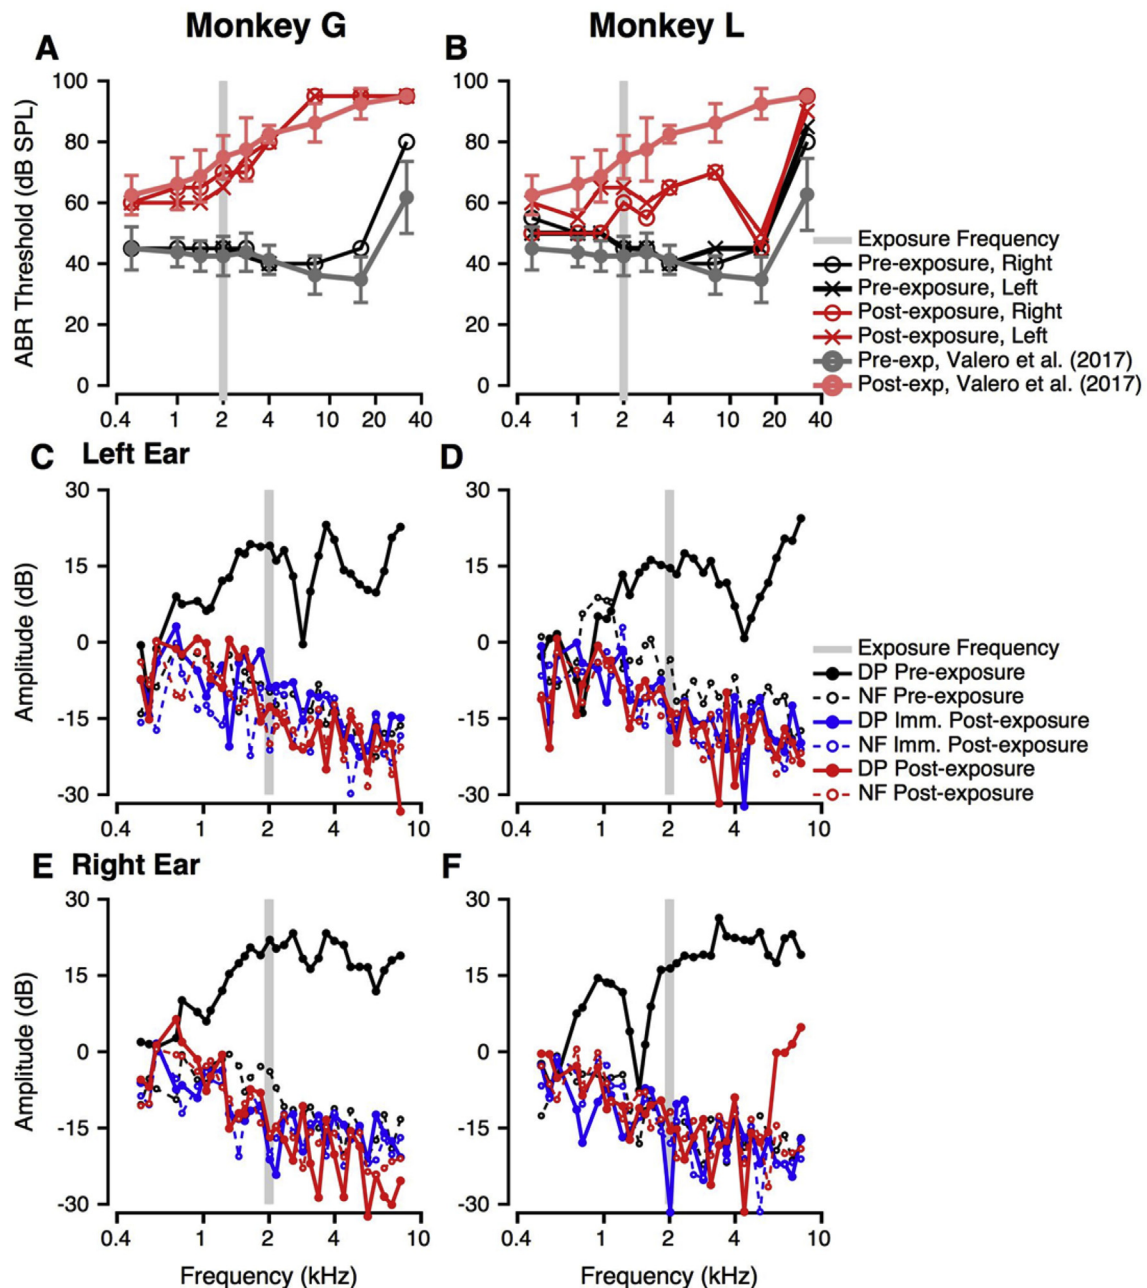 Monkey G
Monkey L
A
B
ABR Threshold (dB SPL)
100
80
60
40
20
0
0.4 1 2 4 10 20 40
100
80
60
40
20
0
0.4 1 2 4 10 20 40
Exposure Frequency
Pre-exposure, Right
Pre-exposure, Left
Post-exposure, Right
Post-exposure, Left
Pre-exp, Valero et al. (2017)
Post-exp, Valero et al. (2017)
C Left Ear
D
Amplitude (dB)
30
15
0
-15
-30
0.4 1 2 4 10
30
15
0
-15
-30
0.4 1 2 4 10
Exposure Frequency
DP Pre-exposure
NF Pre-exposure
DP Imm. Post-exposure
NF Imm. Post-exposure
DP Post-exposure
NF Post-exposure
E Right Ear
F
Amplitude (dB)
30
15
0
-15
-30
0.4 1 2 4 10
Frequency (kHz)
30
15
0
-15
-30
0.4 1 2 4 10
Frequency (kHz)